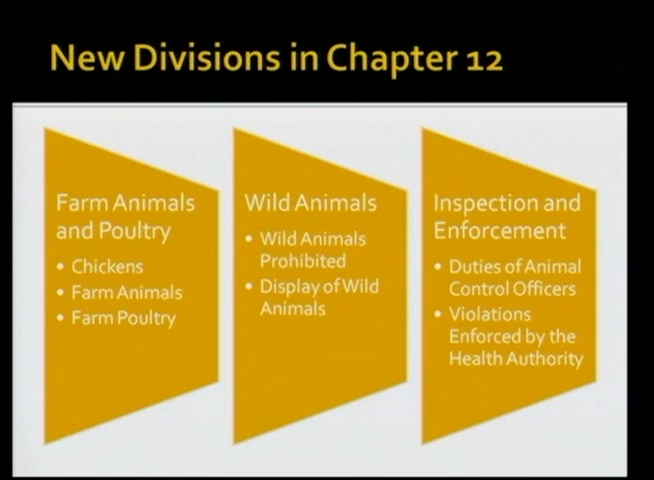 New Divisions in Chapter 12
Farm Animals
and Poultry
• Chickens
• Farm Animals
• Farm Poultry
Wild Animals
• Wild Animals
Prohibited
• Display of Wild
Animals
Inspection and
Enforcement
• Duties of Animal
Control Officers
• Violations
Enforced by the
Health Authority